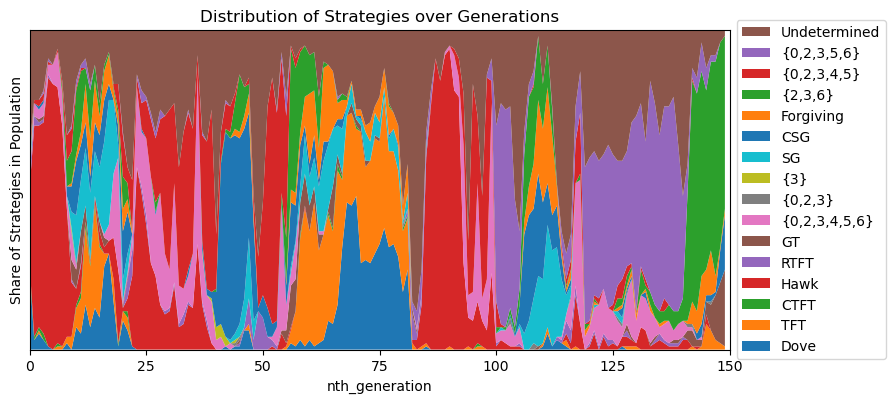 Distribution of Strategies over Generations
Share of Strategies in Population
0
25
50
75
100
125
150
nth_generation
Undetermined
{0,2,3,5,6}
{0,2,3,4,5}
{2,3,6}
Forgiving
CSG
SG
{3}
{0,2,3}
{0,2,3,4,5,6}
GT
RTFT
Hawk
CTFT
TFT
Dove